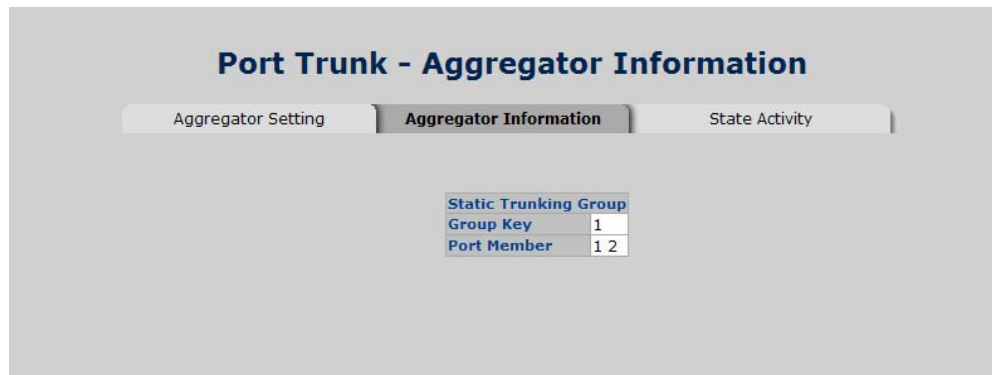 Port Trunk - Aggregator Information
Aggregator Setting Aggregator Information State Activity
Static Trunking Group
Group Key 1
Port Member 1 2